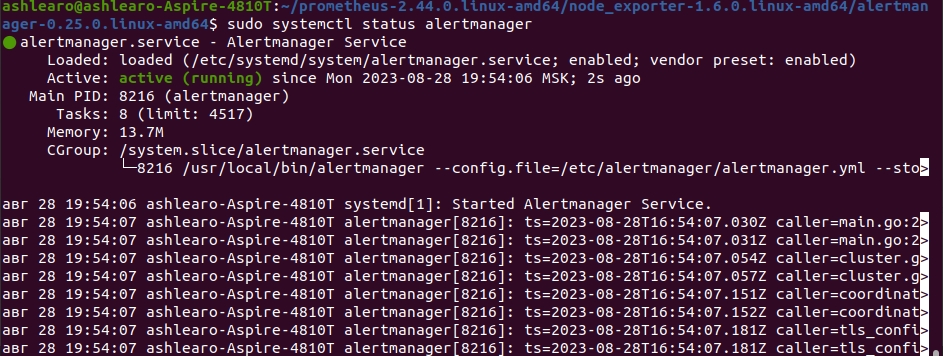 ashlearo@ashlearo-Aspire-4810T:~/prometheus-2.44.0.linux-amd64/node_exporter-1.6.0.linux-amd64/alertman
ager-0.25.0.linux-amd64$ sudo systemctl status alertmanager
● alertmanager.service - Alertmanager Service
Loaded: loaded (/etc/systemd/system/alertmanager.service; enabled; vendor preset: enabled)
Active: active (running) since Mon 2023-08-28 19:54:06 MSK; 2s ago
Main PID: 8216 (alertmanager)
Tasks: 8 (limit: 4517)
Memory: 13.7M
CGroup: /system.slice/alertmanager.service
└─8216 /usr/local/bin/alertmanager --config.file=/etc/alertmanager/alertmanager.yml --sto>
авг 28 19:54:06 ashlearo-Aspire-4810T systemd[1]: Started Alertmanager Service.
авг 28 19:54:07 ashlearo-Aspire-4810T alertmanager[8216]: ts=2023-08-28T16:54:07.030Z caller=main.go:2>
авг 28 19:54:07 ashlearo-Aspire-4810T alertmanager[8216]: ts=2023-08-28T16:54:07.031Z caller=main.go:2>
авг 28 19:54:07 ashlearo-Aspire-4810T alertmanager[8216]: ts=2023-08-28T16:54:07.054Z caller=cluster.g>
авг 28 19:54:07 ashlearo-Aspire-4810T alertmanager[8216]: ts=2023-08-28T16:54:07.057Z caller=cluster.g>
авг 28 19:54:07 ashlearo-Aspire-4810T alertmanager[8216]: ts=2023-08-28T16:54:07.151Z caller=coordinat>
авг 28 19:54:07 ashlearo-Aspire-4810T alertmanager[8216]: ts=2023-08-28T16:54:07.152Z caller=coordinat>
авг 28 19:54:07 ashlearo-Aspire-4810T alertmanager[8216]: ts=2023-08-28T16:54:07.181Z caller=tls_confi>
авг 28 19:54:07 ashlearo-Aspire-4810T alertmanager[8216]: ts=2023-08-28T16:54:07.181Z caller=tls_confi>